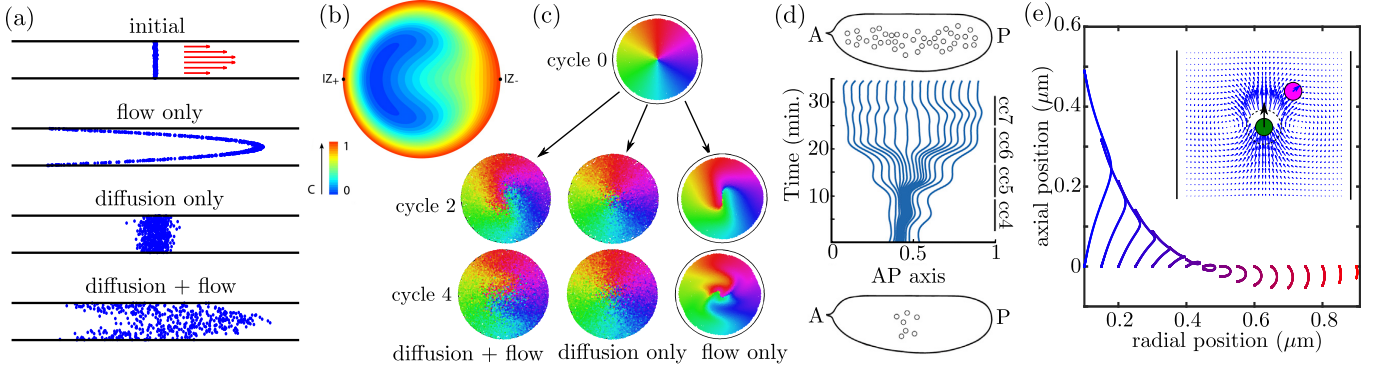 (a)
initial
flow only
diffusion only
diffusion + flow
(b)
IZ+
IZ-
C
1
0
(c)
cycle 0
cycle 2
cycle 4
diffusion + flow
diffusion only
flow only
(d)
A
P
Time (min.)
30
20
10
cc7 cc6 cc5 cc4
0
0.5
1
AP axis
A
P
(e)
axial position (μm)
0.6
0.4
0.2
0
0.2
0.4
0.6
0.8
radial position (μm)